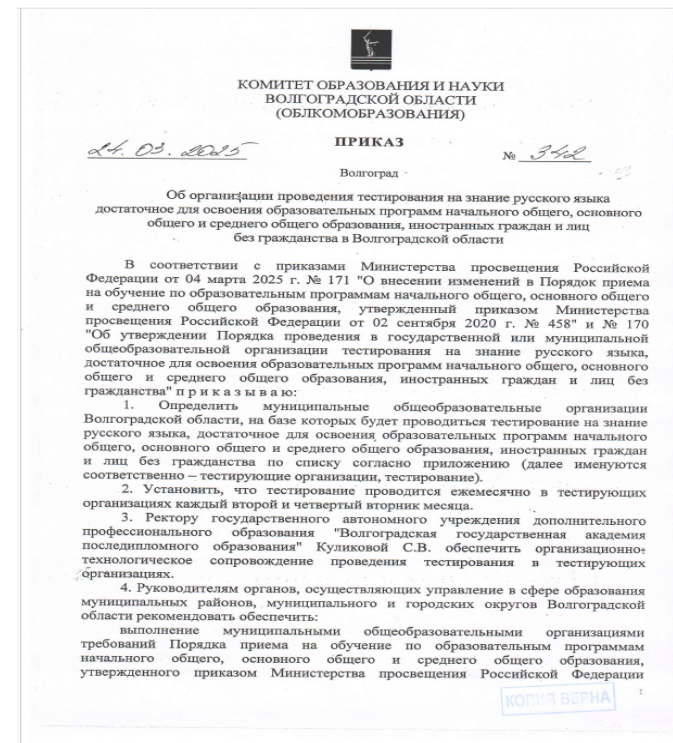 КОМИТЕТ ОБРАЗОВАНИЯ И НАУКИ
ВОЛГОГРАДСКОЙ ОБЛАСТИ
(ОБЛКОМОБРАЗОВАНИЯ)
ПРИКАЗ
24.03.2025 № 342
Волгоград
Об организации проведения тестирования на знание русского языка
достаточное для освоения образовательных программ начального общего, основного
общего и среднего общего образования, иностранных граждан и лиц
без гражданства в Волгоградской области
В соответствии с приказами Министерства просвещения Российской
Федерации от 04 марта 2025 г. № 171 "О внесении изменений в Порядок приема
на обучение по образовательным программам начального общего, основного общего
и среднего общего образования, утвержденный приказом Министерства
просвещения Российской Федерации от 02 сентября 2020 г. № 458" и № 170
"Об утверждении Порядка проведения в государственной или муниципальной
общеобразовательной организации тестирования на знание русского языка,
достаточное для освоения образовательных программ начального общего, основного
общего и среднего общего образования, иностранных граждан и лиц без
гражданства" п р и к а з ы в а ю:
1. Определить муниципальные общеобразовательные организации
Волгоградской области, на базе которых будет проводиться тестирование на знание
русского языка, достаточное для освоения образовательных программ начального
общего, основного общего и среднего общего образования, иностранных граждан
и лиц без гражданства по списку согласно приложению (далее именуются
соответственно – тестирующие организации, тестирование).
2. Установить, что тестирование проводится ежемесячно в тестирующих
организациях каждый второй и четвертый вторник месяца.
3. Ректору государственного автономного учреждения дополнительного
профессионального образования "Волгоградская государственная академия
последипломного образования" Куликовой С.В. обеспечить организационно-
технологическое сопровождение проведения тестирования в тестирующих
организациях.
4. Руководителям органов, осуществляющих управление в сфере образования
муниципальных районов, муниципального и городских округов Волгоградской
области рекомендовать обеспечить:
выполнение муниципальными общеобразовательными организациями
требований Порядка приема на обучение по образовательным программам
начального общего, основного общего и среднего общего образования,
утвержденного приказом Министерства просвещения Российской Федерации
КОПИЯ ВЕРНА
1